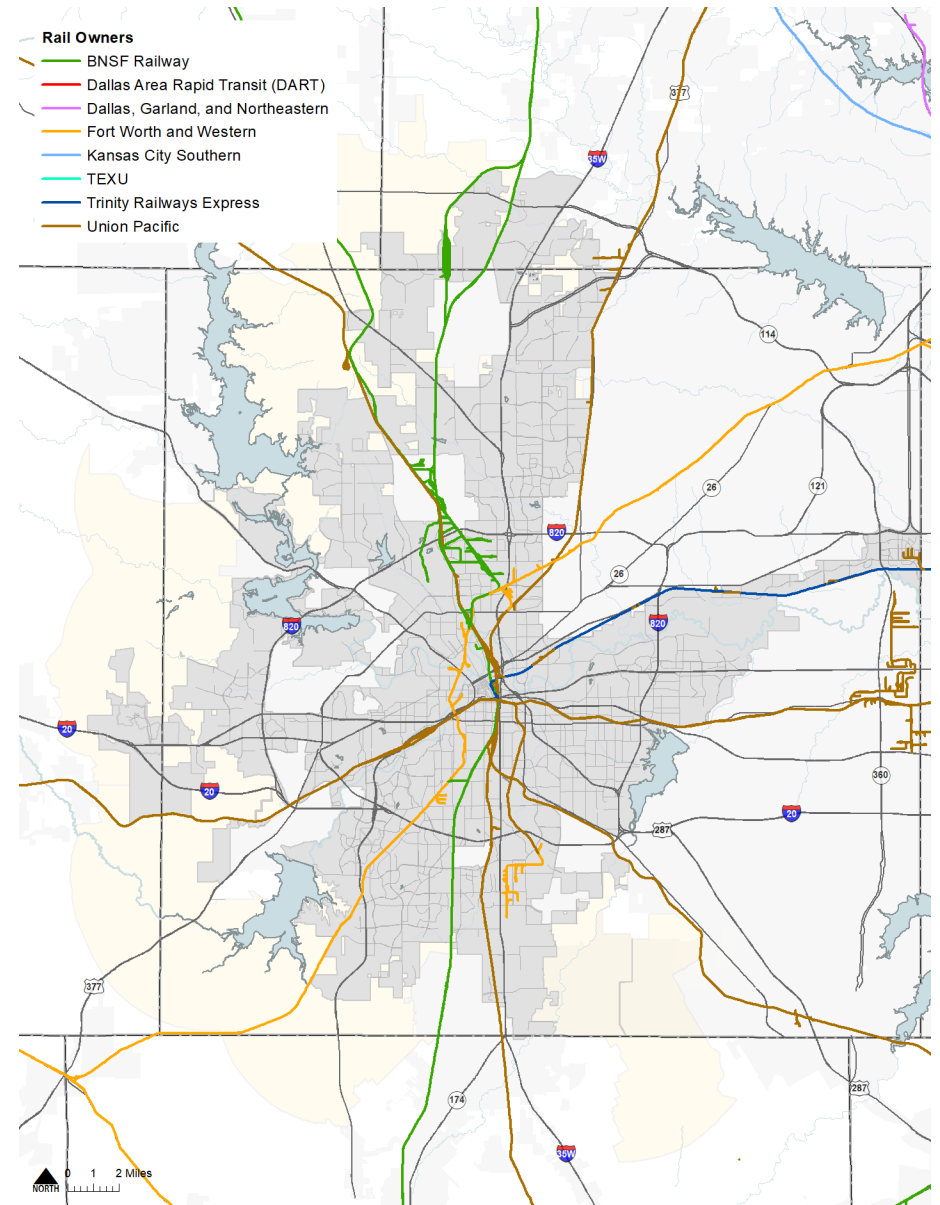 Rail Owners
BNSF Railway
Dallas Area Rapid Transit (DART)
Dallas, Garland, and Northeastern
Fort Worth and Western
Kansas City Southern
TEXU
Trinity Railways Express
Union Pacific
377
35W
114
26
121
820
26
820
820
20
20
360
20
287
377
174
287
35W
0 1 2 Miles
NORTH